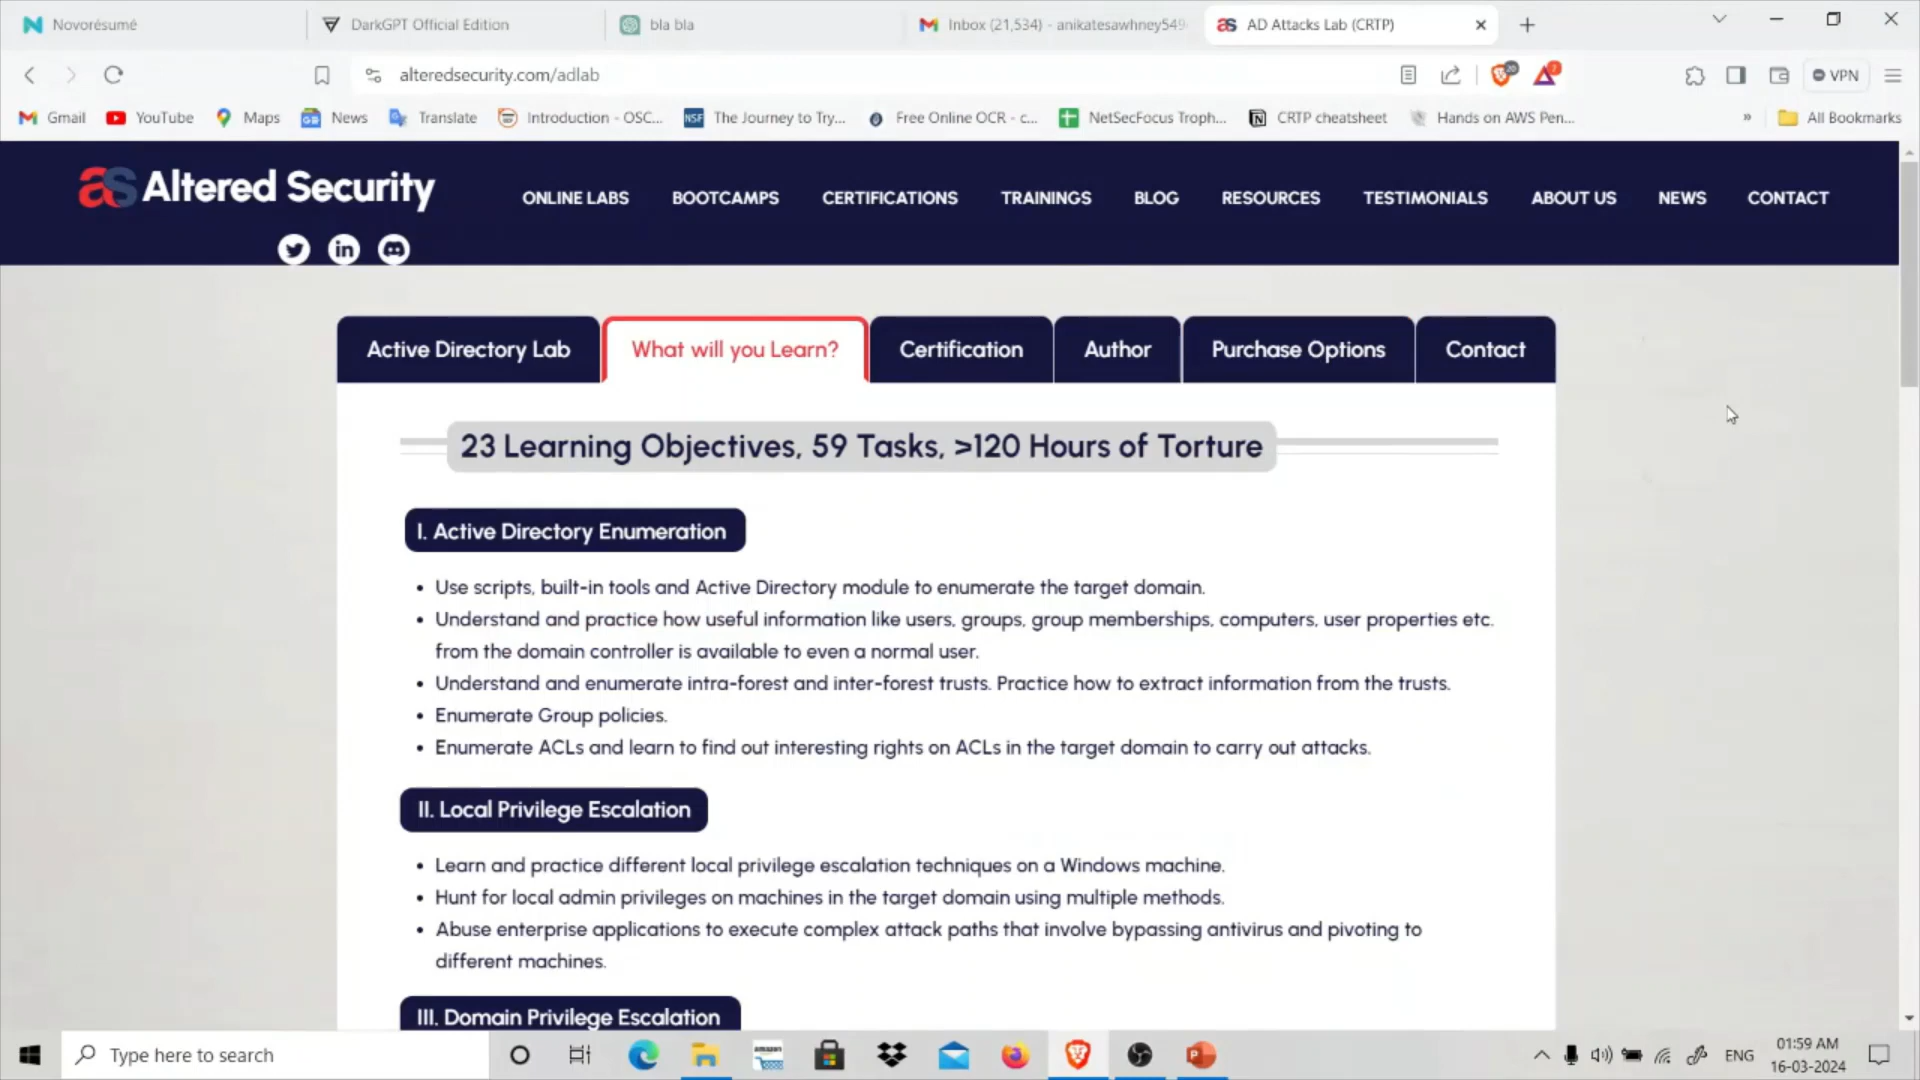 Novorésumé
DarkGPT Official Edition
bla bla
Inbox (21,534) - anikatesawhney549
AD Attacks Lab (CRTP)
alteredsecurity.com/adlab
VPN
Gmail
YouTube
Maps
News
Translate
Introduction - OSC...
NSF
The Journey to Try...
Free Online OCR - c...
NetSecFocus Troph...
CRTP cheatsheet
Hands on AWS Pen...
»
All Bookmarks
as Altered Security
ONLINE LABS
BOOTCAMPS
CERTIFICATIONS
TRAININGS
BLOG
RESOURCES
TESTIMONIALS
ABOUT US
NEWS
CONTACT
Active Directory Lab
What will you Learn?
Certification
Author
Purchase Options
Contact
23 Learning Objectives, 59 Tasks, >120 Hours of Torture
I. Active Directory Enumeration
• Use scripts, built-in tools and Active Directory module to enumerate the target domain.
• Understand and practice how useful information like users, groups, group memberships, computers, user properties etc.
from the domain controller is available to even a normal user.
• Understand and enumerate intra-forest and inter-forest trusts. Practice how to extract information from the trusts.
• Enumerate Group policies.
• Enumerate ACLs and learn to find out interesting rights on ACLs in the target domain to carry out attacks.
II. Local Privilege Escalation
• Learn and practice different local privilege escalation techniques on a Windows machine.
• Hunt for local admin privileges on machines in the target domain using multiple methods.
• Abuse enterprise applications to execute complex attack paths that involve bypassing antivirus and pivoting to
different machines.
III. Domain Privilege Escalation
Type here to search
amazon
ENG
01:59 AM
16-03-2024